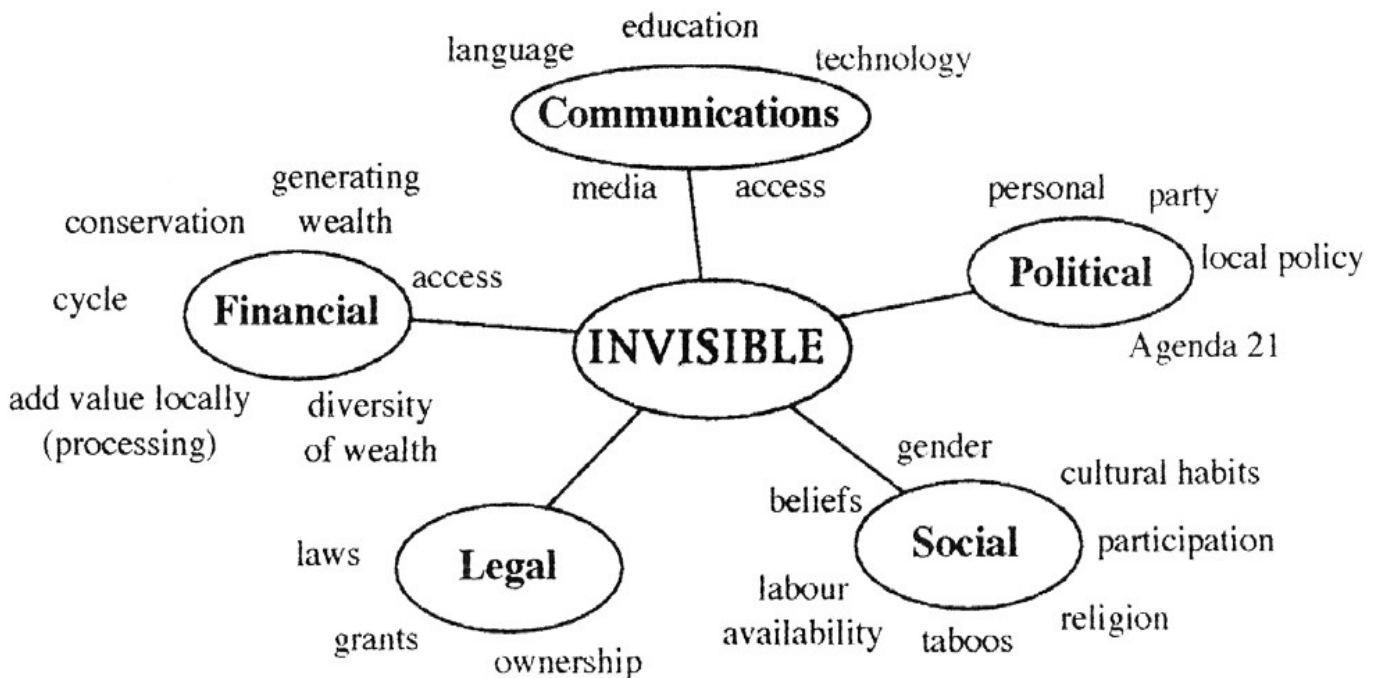 education
language
technology
Communications
media
access
generating
wealth
conservation
access
cycle
Financial
add value locally
(processing)
diversity
of wealth
personal
party
Political
local policy
Agenda 21
INVISIBLE
laws
Legal
grants
ownership
gender
cultural habits
beliefs
Social
participation
labour
availability
taboos
religion